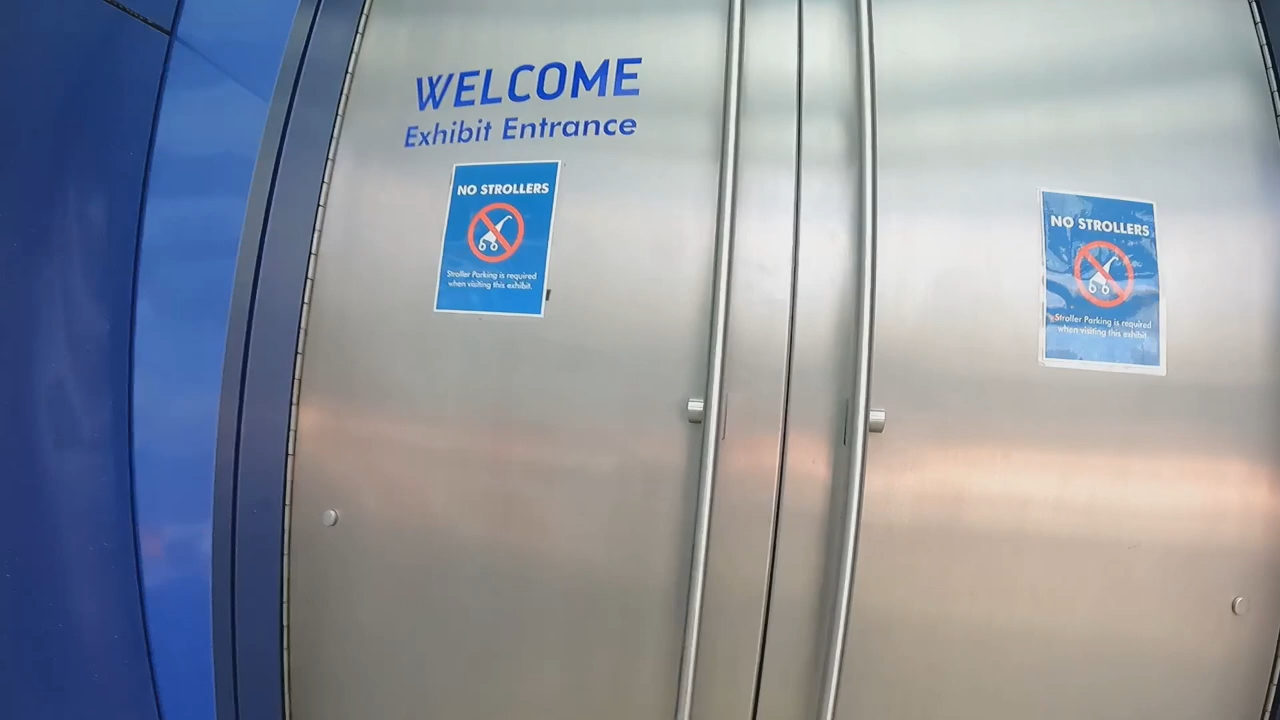 WELCOME
Exhibit Entrance
NO STROLLERS
Stroller Parking is required
when visiting this exhibit.
NO STROLLERS
Stroller Parking is required
when visiting this exhibit.